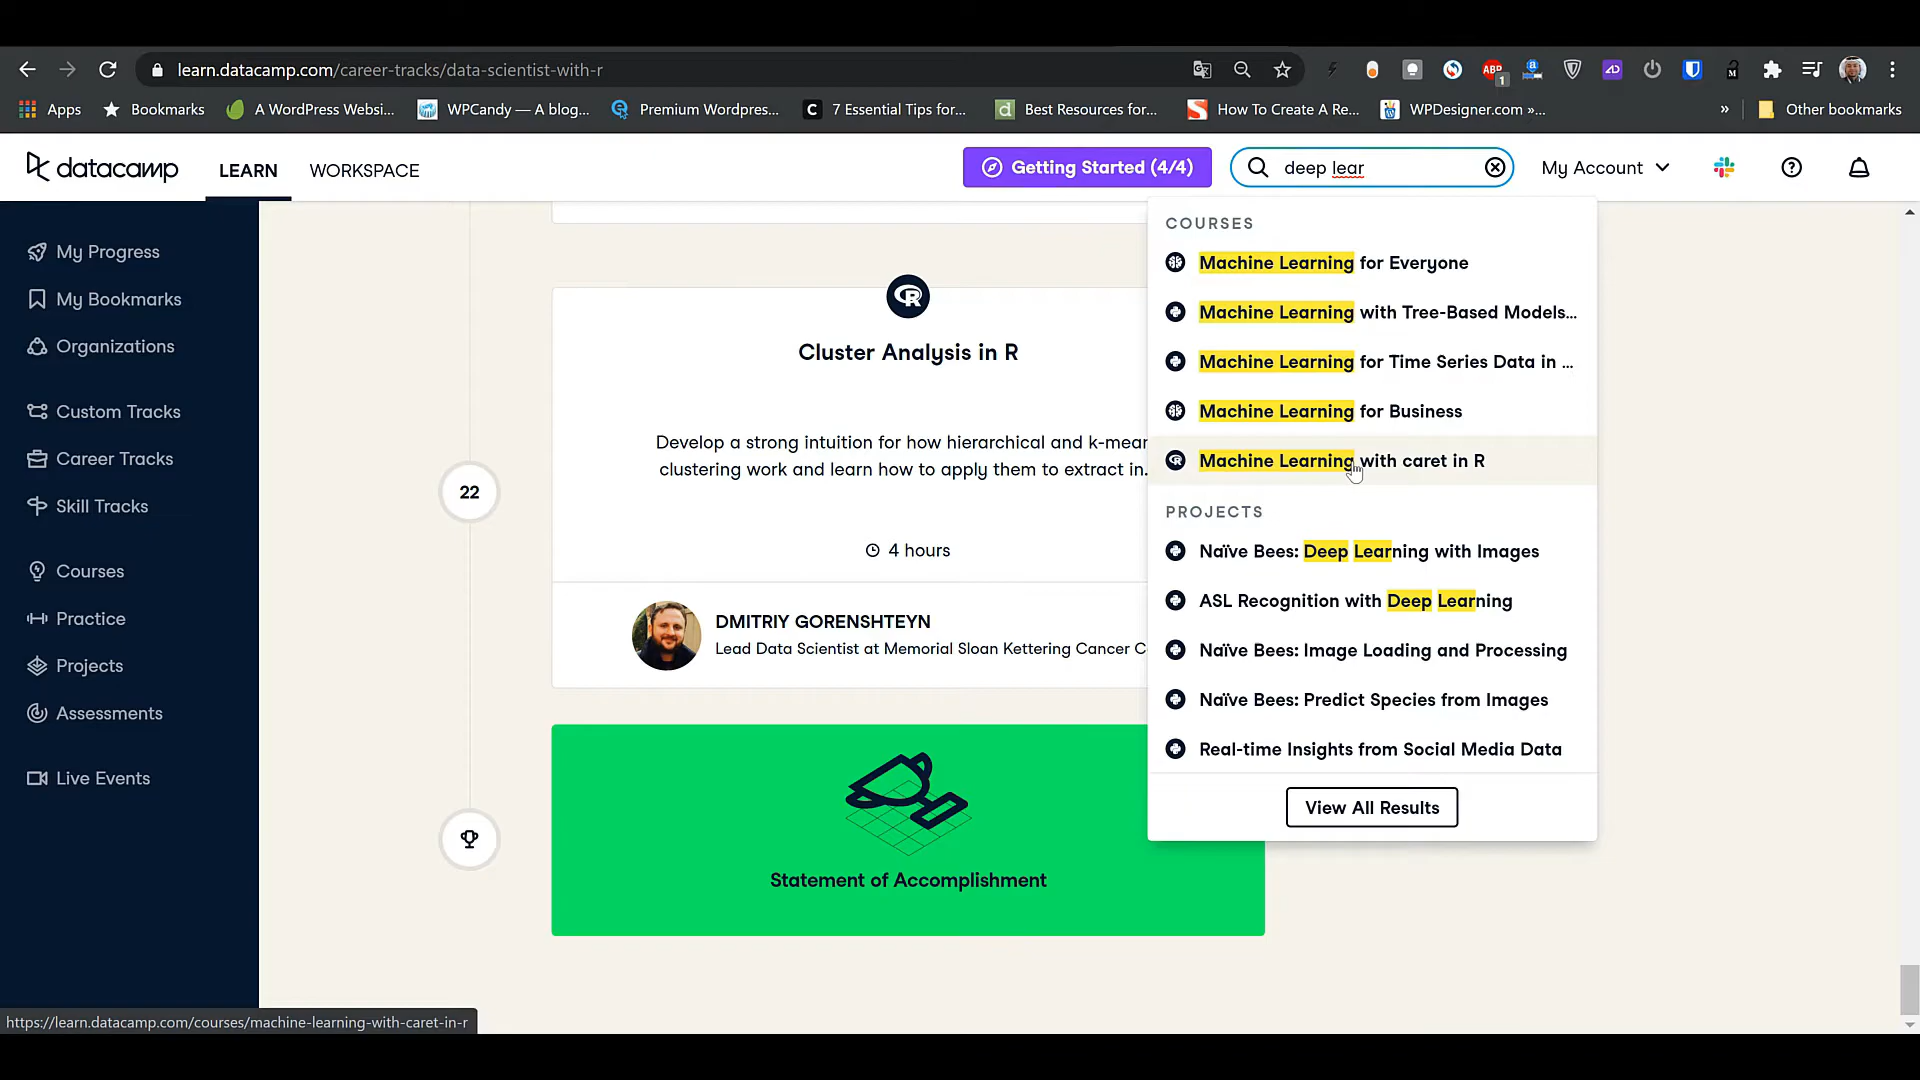 learn.datacamp.com/career-tracks/data-scientist-with-r
ABP
1
a
M
AD
Apps
Bookmarks
A WordPress Websi...
WPCandy — A blog...
Premium Wordpres...
7 Essential Tips for...
Best Resources for...
How To Create A Re...
WPDesigner.com »...
»
Other bookmarks
datacamp
LEARN
WORKSPACE
Getting Started (4/4)
deep lear
My Account
My Progress
My Bookmarks
Organizations
Custom Tracks
Career Tracks
Skill Tracks
Courses
Practice
Projects
Assessments
Live Events
22
Cluster Analysis in R
Develop a strong intuition for how hierarchical and k-mear
clustering work and learn how to apply them to extract in...
4 hours
DMITRIY GORENSHTEYN
Lead Data Scientist at Memorial Sloan Kettering Cancer C
Statement of Accomplishment
COURSES
Machine Learning for Everyone
Machine Learning with Tree-Based Models...
Machine Learning for Time Series Data in ...
Machine Learning for Business
Machine Learning with caret in R
PROJECTS
Naïve Bees: Deep Learning with Images
ASL Recognition with Deep Learning
Naïve Bees: Image Loading and Processing
Naïve Bees: Predict Species from Images
Real-time Insights from Social Media Data
View All Results
https://learn.datacamp.com/courses/machine-learning-with-caret-in-r